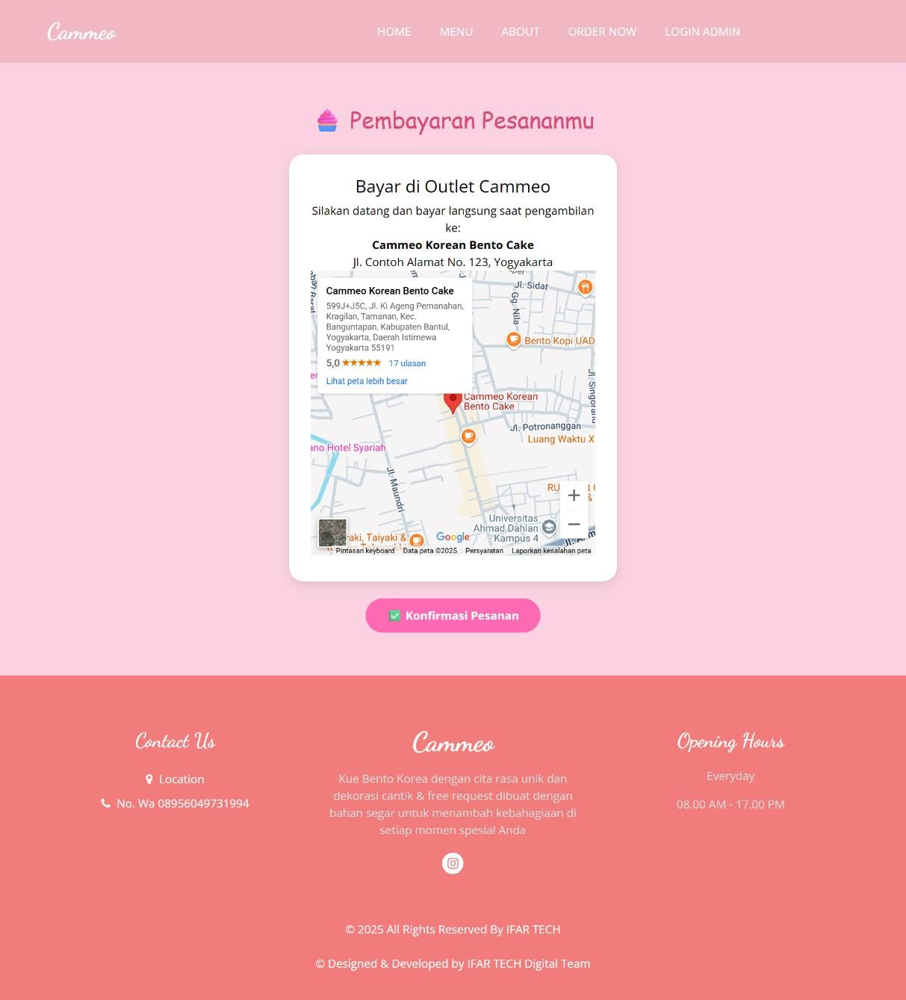 Cammeo
HOME MENU ABOUT ORDER NOW LOGIN ADMIN
Pembayaran Pesananmu
Bayar di Outlet Cammeo
Silakan datang dan bayar langsung saat pengambilan
ke:
Cammeo Korean Bento Cake
Jl. Contoh Alamat No. 123, Yogyakarta
Cammeo Korean Bento Cake
599J+J5C, Jl. Ki Ageng Pemanahan,
Kragilan, Tamanan, Kec.
Banguntapan, Kabupaten Bantul,
Yogyakarta, Daerah Istimewa
Yogyakarta 55191
5,0 17 ulasan
Lihat peta lebih besar
Jl. Sidat
Gg. Nila
Bento Kopi UAD
Cammeo Korean
Bento Cake
Jl. Potronanggan
Luang Waktu X
ano Hotel Syariah
Jl. Maundri
Universitas
Ahmad Dahlan
- Kampus 4
yaki, Taiyaki &
Google
Pintasan keyboard Data peta ©2025 Persyaratan Laporkan kesalahan peta
Konfirmasi Pesanan
Contact Us
Location
No. Wa 08956049731994
Cammeo
Kue Bento Korea dengan cita rasa unik dan
dekorasi cantik & free request dibuat dengan
bahan segar untuk menambah kebahagiaan di
setiap momen spesial Anda
Opening Hours
Everyday
08.00 AM - 17.00 PM
© 2025 All Rights Reserved By IFAR TECH
© Designed & Developed by IFAR TECH Digital Team